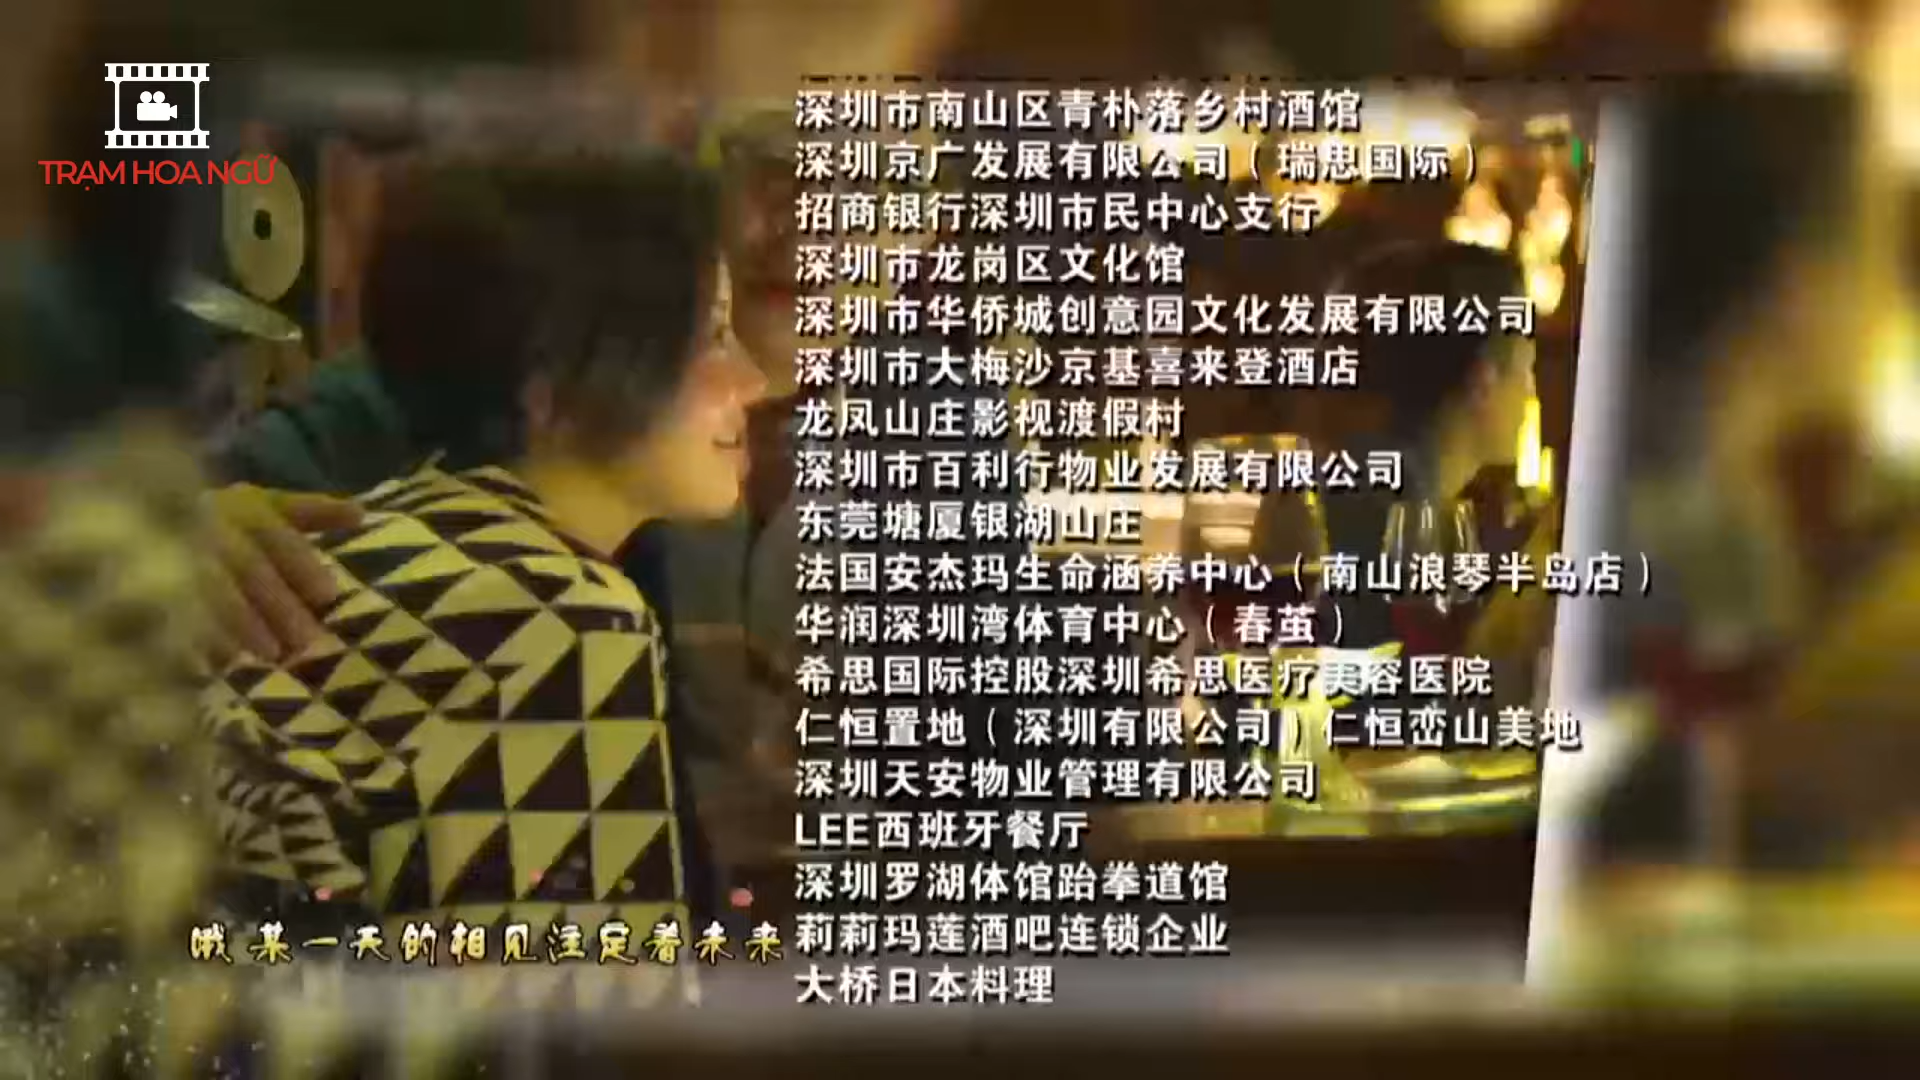 TRẠM HOA NGỮ
深圳市南山区青朴落乡村酒馆
深圳京广发展有限公司（瑞思国际）
招商银行深圳市民中心支行
深圳市龙岗区文化馆
深圳市华侨城创意园文化发展有限公司
深圳市大梅沙京基喜来登酒店
龙凤山庄影视渡假村
深圳市百利行物业发展有限公司
东莞塘厦银湖山庄
法国安杰玛生命涵养中心（南山浪琴半岛店）
华润深圳湾体育中心（春茧）
希思国际控股深圳希思医疗美容医院
仁恒置地（深圳有限公司）仁恒峦山美地
深圳天安物业管理有限公司
LEE西班牙餐厅
深圳罗湖体馆跆拳道馆
莉莉玛莲酒吧连锁企业
大桥日本料理
哦 某一天的相见注定着未来